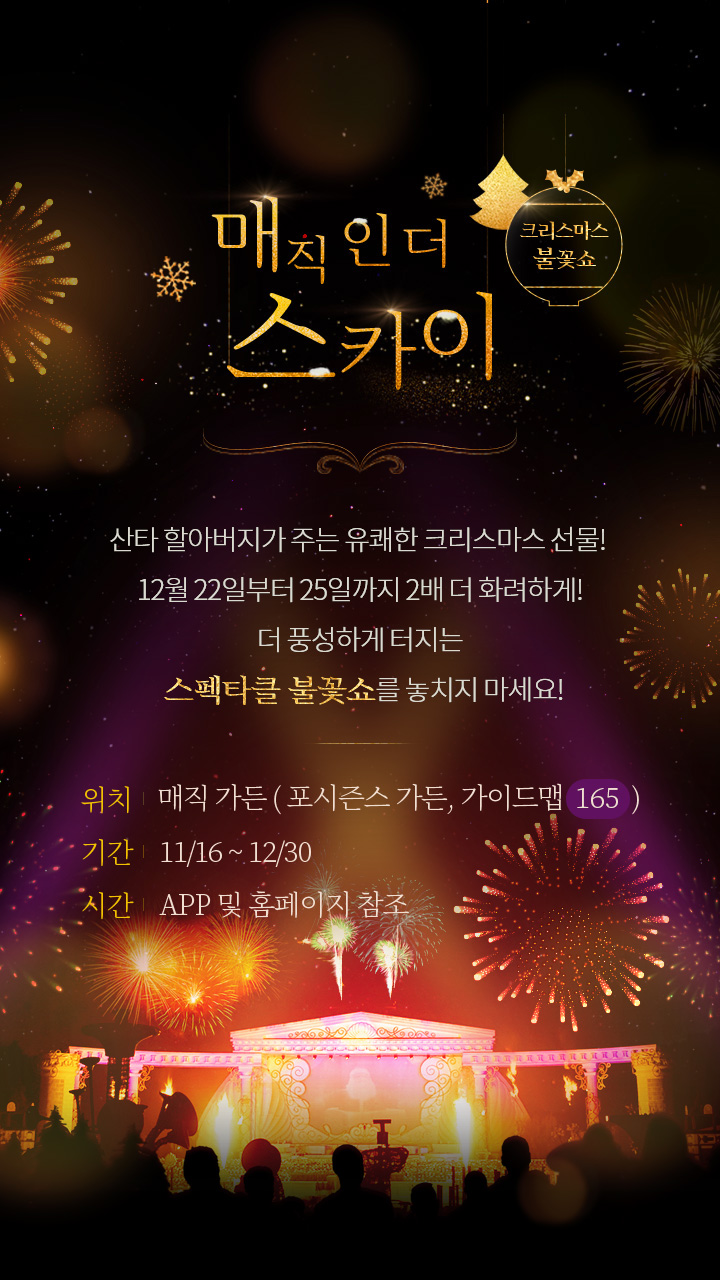 매직 인 더
스카이
크리스마스
불꽃쇼
산타 할아버지가 주는 유쾌한 크리스마스 선물!
12월 22일부터 25일까지 2배 더 화려하게!
더 풍성하게 터지는
스펙타클 불꽃쇼를 놓치지 마세요!
위치 매직 가든 ( 포시즌스 가든, 가이드맵 165 )
기간 11/16 ~ 12/30
시간 APP 및 홈페이지 참조